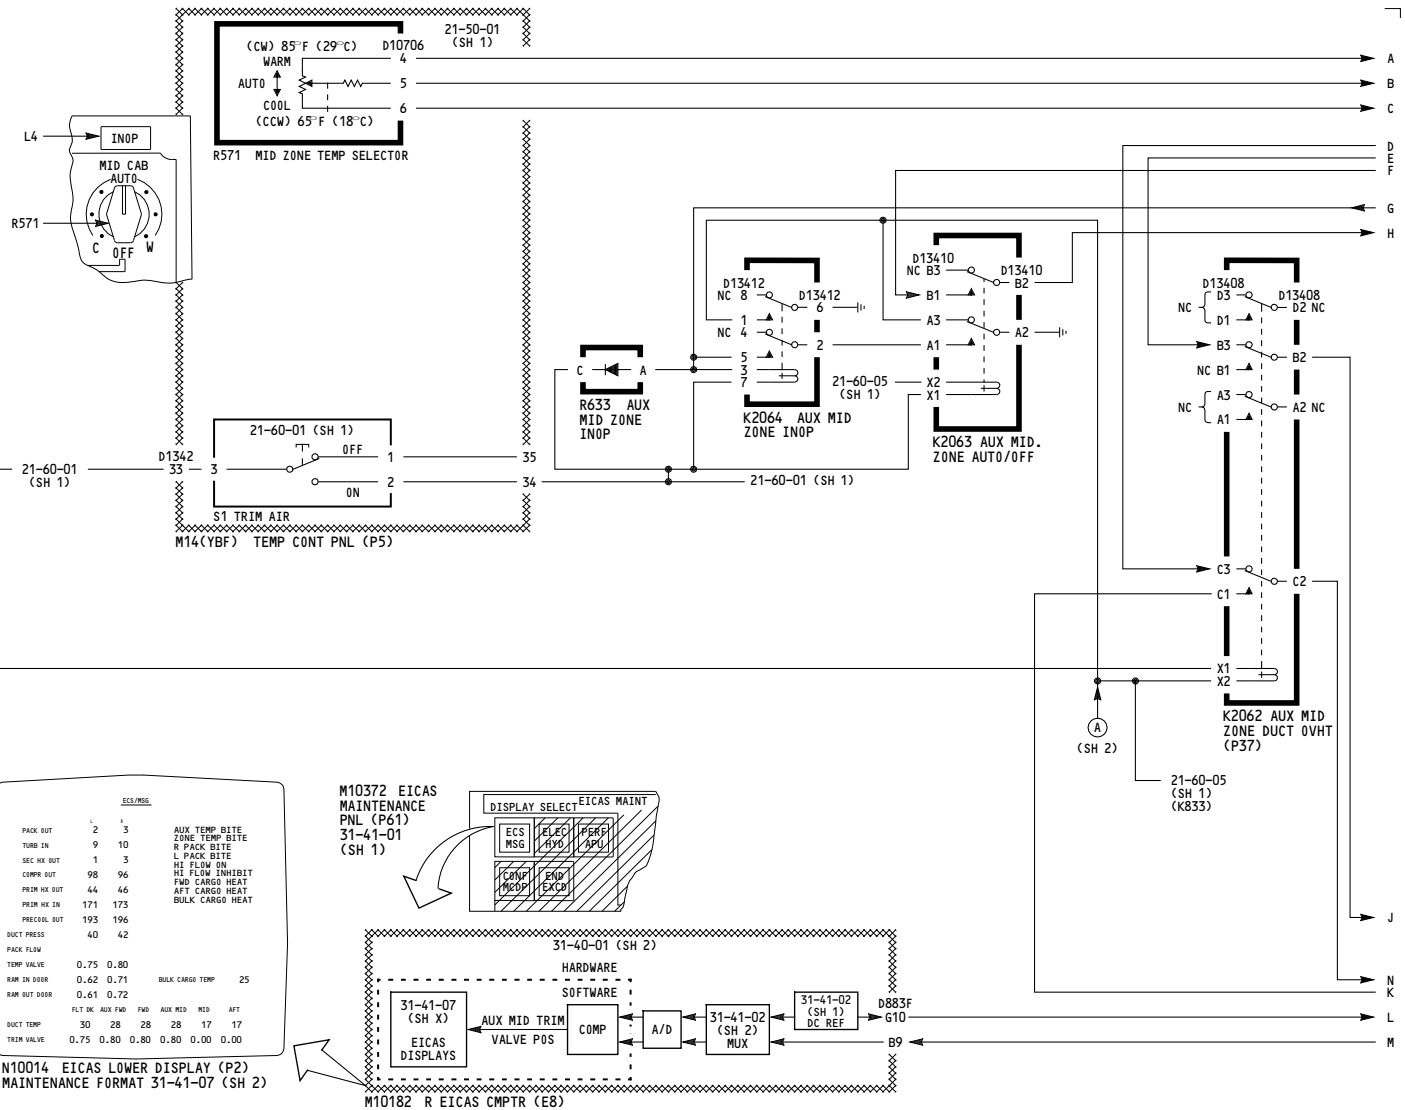 21-50-01
(SH 1)
(CW) 85°F (29°C)
D10706
WARM
4
A
AUTO
5
B
COOL
6
C
(CCW) 65°F (18°C)
R571 MID ZONE TEMP SELECTOR
L4
INOP
MID CAB
AUTO
R571
C
OFF
W
D
E
F
G
H
D13412
NC 8
D13412
6
1
NC 4
2
5
3
7
K2064 AUX MID
ZONE INOP
D13410
NC B3
D13410
B2
B1
A3
A2
A1
21-60-05
(SH 1)
X2
X1
K2063 AUX MID.
ZONE AUTO/OFF
D13408
D3
D13408
D2 NC
NC
D1
B3
B2
NC B1
A3
NC
A2 NC
A1
C3
C2
C1
X1
X2
K2062 AUX MID
ZONE DUCT OVHT
(P37)
C
A
R633 AUX
MID ZONE
INOP
21-60-01 (SH 1)
OFF
1
35
D1342
21-60-01
(SH 1)
33
3
2
34
21-60-01 (SH 1)
ON
S1 TRIM AIR
M14(YBF) TEMP CONT PNL (P5)
A
(SH 2)
21-60-05
(SH 1)
(K833)
ECS/MSG
L R
PACK OUT 2 3 AUX TEMP BITE
ZONE TEMP BITE
TURB IN 9 10 R PACK BITE
L PACK BITE
SEC HX OUT 1 3 HI FLOW ON
COMPR OUT 98 96 HI FLOW INHIBIT
FWD CARGO HEAT
PRIM HX OUT 44 46 AFT CARGO HEAT
BULK CARGO HEAT
PRIM HX IN 171 173
PRECOOL OUT 193 196
DUCT PRESS 40 42
PACK FLOW
TEMP VALVE 0.75 0.80
RAM IN DOOR 0.62 0.71 BULK CARGO TEMP 25
RAM OUT DOOR 0.61 0.72
FLT DK AUX FWD FWD AUX MID MID AFT
DUCT TEMP 30 28 28 28 17 17
TRIM VALVE 0.75 0.80 0.80 0.80 0.00 0.00
N10014 EICAS LOWER DISPLAY (P2)
MAINTENANCE FORMAT 31-41-07 (SH 2)
M10372 EICAS
MAINTENANCE
PNL (P61)
31-41-01
(SH 1)
DISPLAY SELECT
EICAS MAINT
ECS
MSG
ELEC
HYD
PERF
APU
CONF
MCDP
ENG
EXCD
31-40-01 (SH 2)
HARDWARE
SOFTWARE
31-41-07
(SH X)
EICAS
DISPLAYS
AUX MID TRIM
VALVE POS
COMP
A/D
31-41-02
(SH 2)
MUX
31-41-02
(SH 1)
DC REF
D883F
G10
B9
M10182 R EICAS CMPTR (E8)
J
N
K
L
M